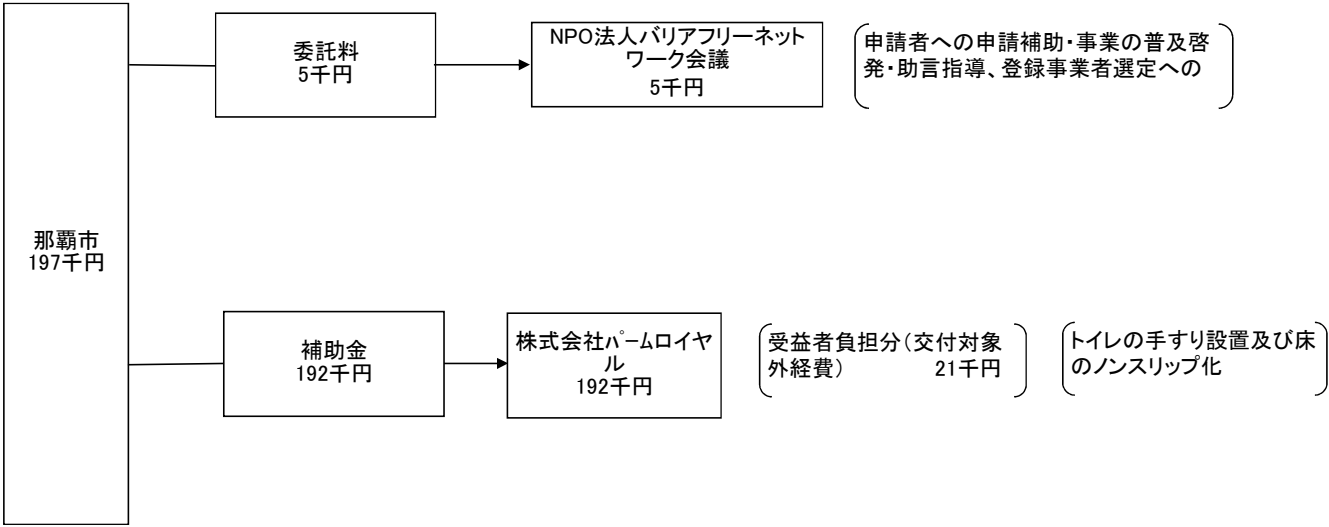 委託料
5千円
NPO法人バリアフリーネット
ワーク会議
5千円
申請者への申請補助・事業の普及啓
発・助言指導、登録事業者選定への
那覇市
197千円
補助金
192千円
株式会社ﾊﾟｰﾑロイヤ
ル
192千円
受益者負担分（交付対象
外経費） 21千円
トイレの手すり設置及び床
のノンスリップ化